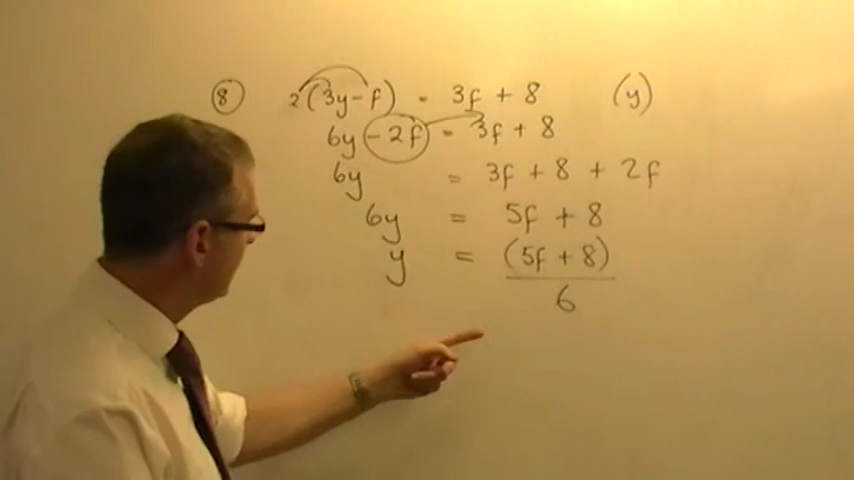 8 2(3y-f) = 3f + 8 (y)
6y -2f = 3f + 8
6y = 3f + 8 + 2f
6y = 5f + 8
y = (5f + 8)
6